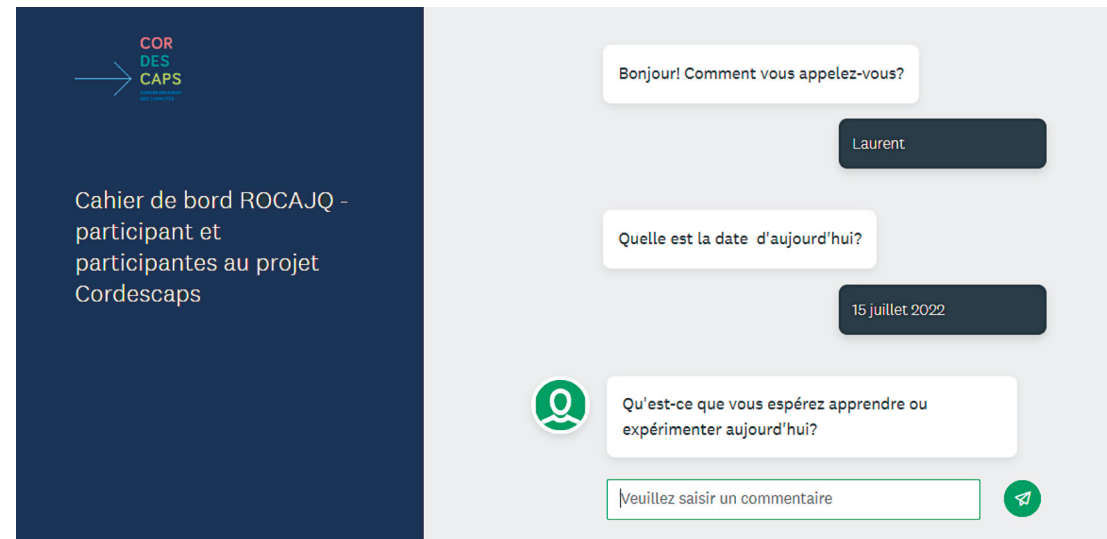 COR
DES
CAPS
Cahier de bord ROCAJQ -
participant et
participantes au projet
Cordescaps
Bonjour! Comment vous appelez-vous?
Laurent
Quelle est la date d'aujourd'hui?
15 juillet 2022
Qu'est-ce que vous espérez apprendre ou
expérimenter aujourd'hui?
Veuillez saisir un commentaire